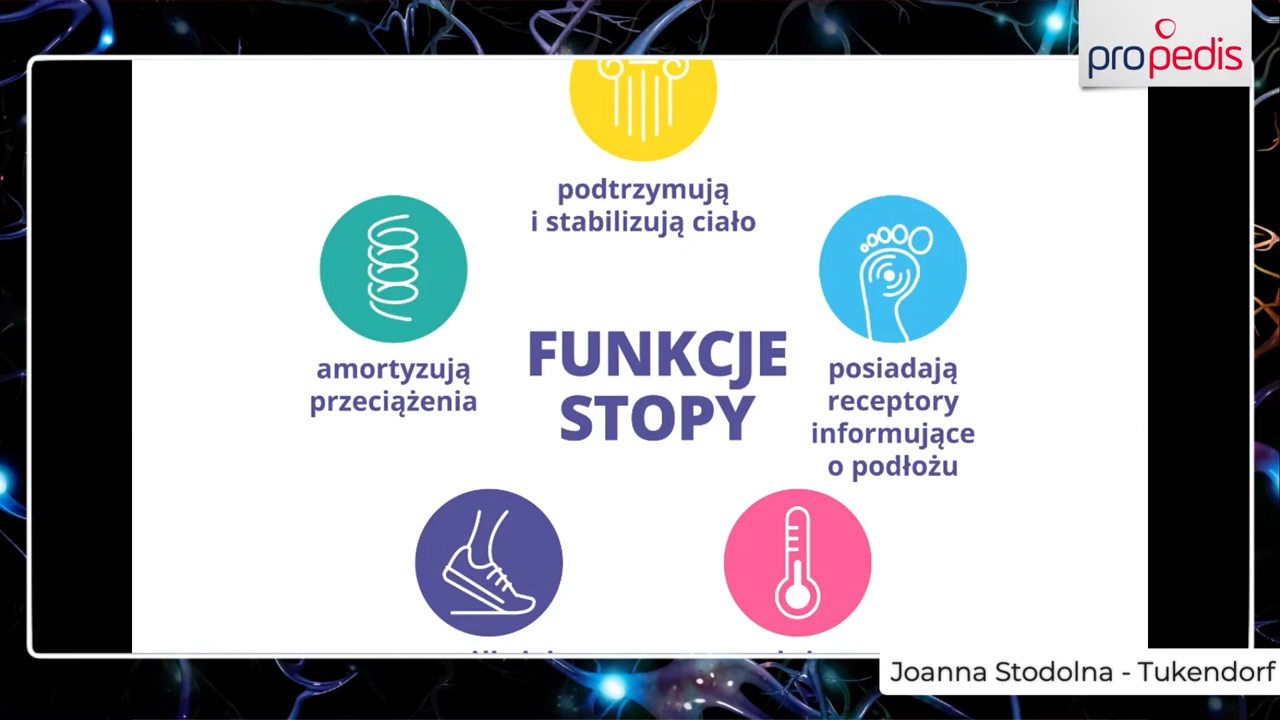 propedis
podtrzymują
i stabilizują ciało
amortyzują
przeciążenia
FUNKCJE
STOPY
posiadają
receptory
informujące
o podłożu
Joanna Stodolna - Tukendorf